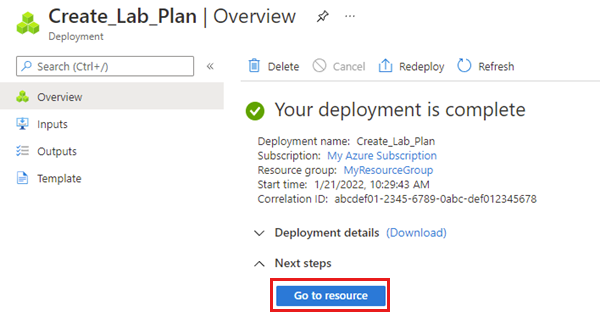 Create_Lab_Plan | Overview
Deployment
Search (Ctrl+/)
Overview
Inputs
Outputs
Template
Delete Cancel Redeploy Refresh
Your deployment is complete
Deployment name: Create_Lab_Plan
Subscription: My Azure Subscription
Resource group: MyResourceGroup
Start time: 1/21/2022, 10:29:43 AM
Correlation ID: abcdef01-2345-6789-0abc-def012345678
Deployment details (Download)
Next steps
Go to resource